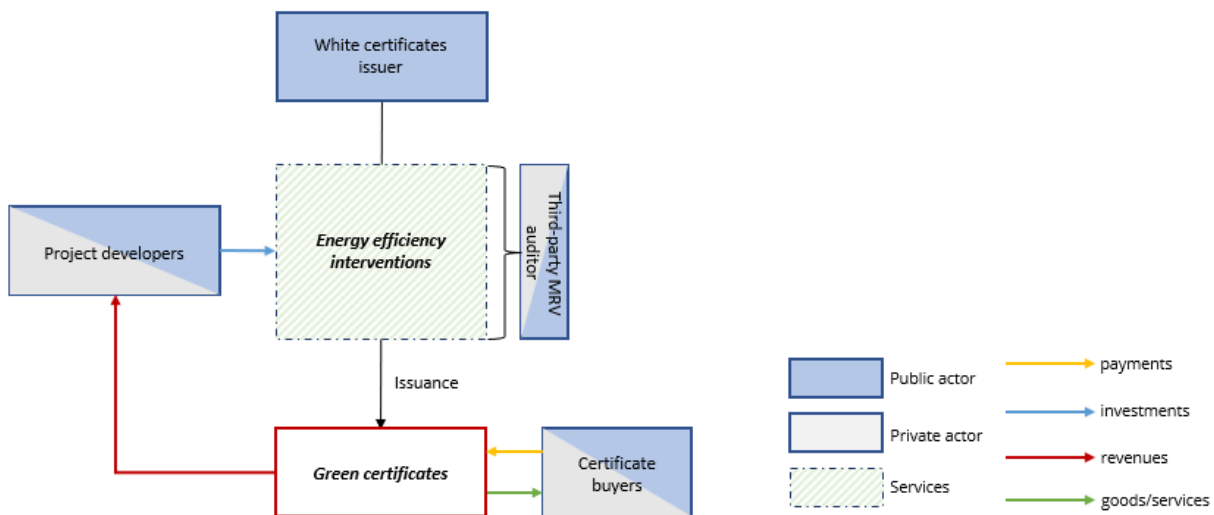 White certificates
issuer
Third-party MRV
auditor
Energy efficiency
interventions
Project developers
Issuance
Green certificates
Certificate
buyers
Public actor
Private actor
Services
payments
investments
revenues
goods/services